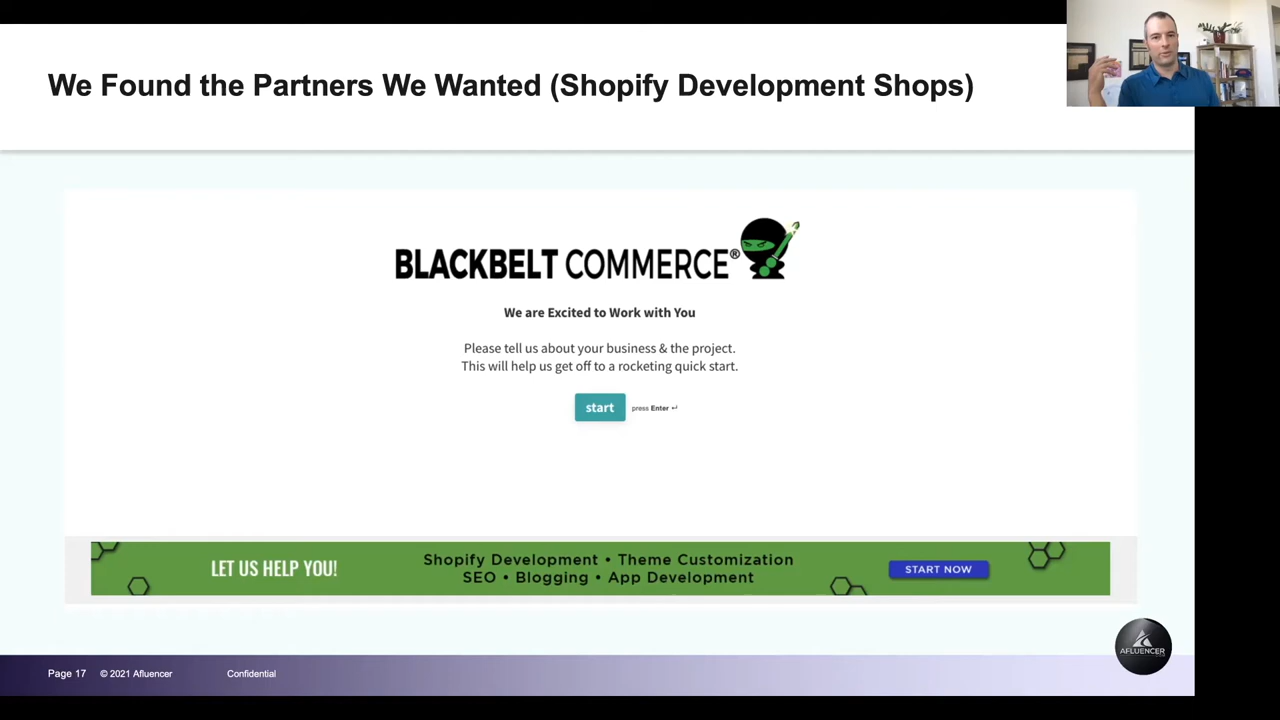 We Found the Partners We Wanted (Shopify Development Shops)
BLACKBELT COMMERCE®
We are Excited to Work with You
Please tell us about your business & the project.
This will help us get off to a rocketing quick start.
start press Enter ↵
LET US HELP YOU!
Shopify Development • Theme Customization
SEO • Blogging • App Development
START NOW
AFLUENCER
Page 17 © 2021 Afluencer Confidential